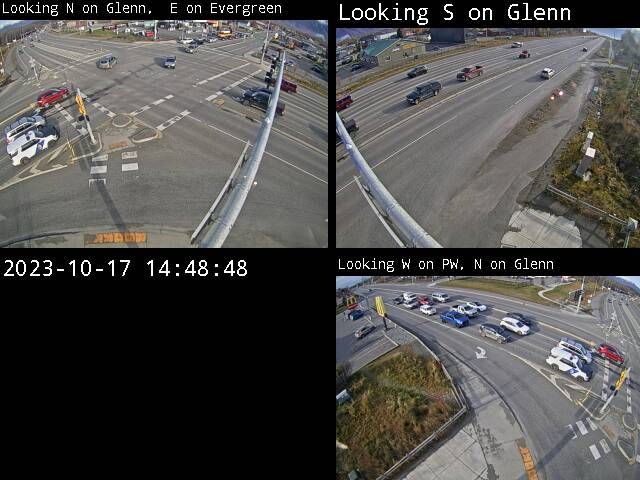 Looking N on Glenn,  E on Evergreen
Looking S on Glenn
2023-10-17 14:48:48
Looking W on PW, N on Glenn